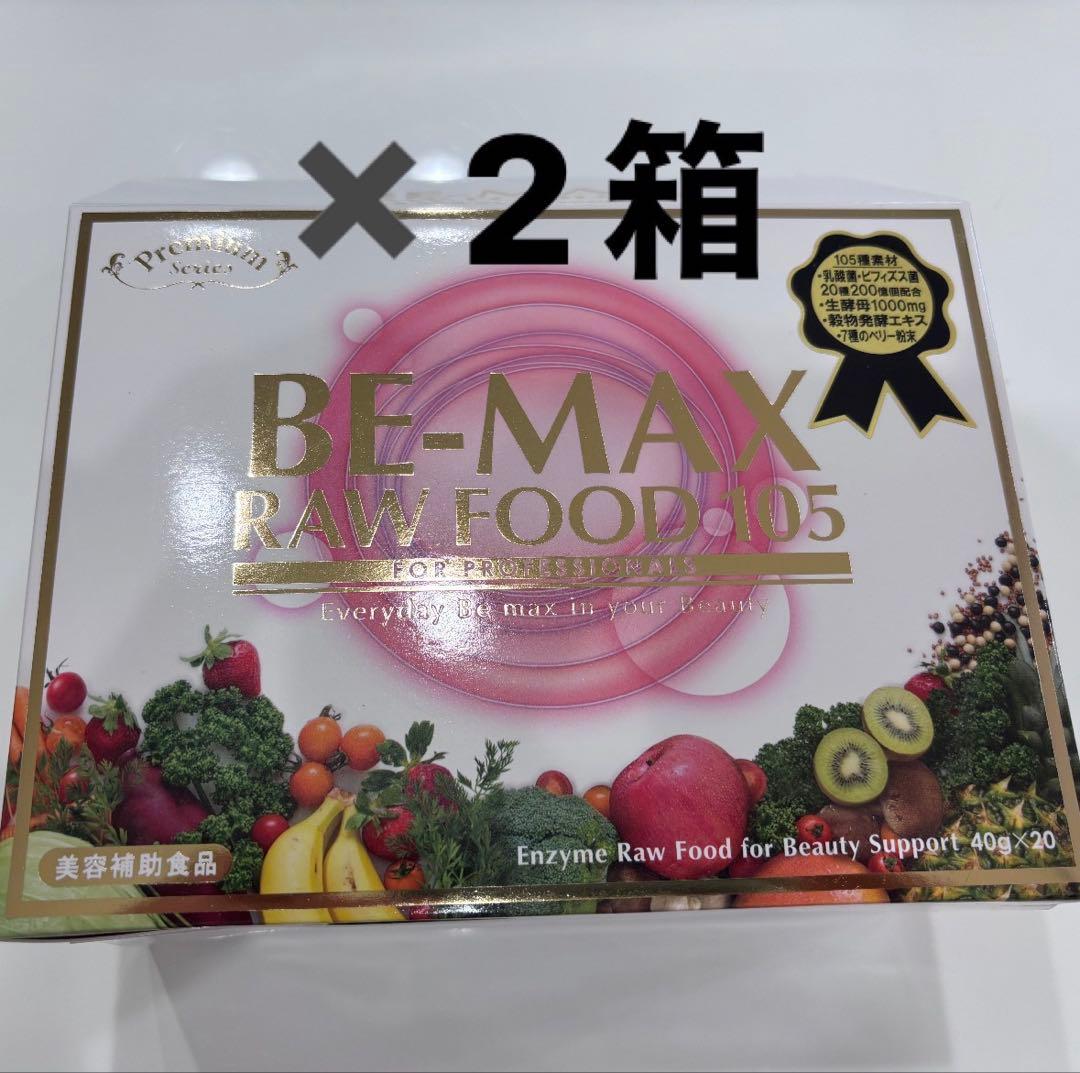 ✖2箱
Premium
Series
105種素材
・乳酸菌・ビフィズス菌
20種200億個配合
・生酵母1000mg
・穀物発酵エキス
・7種のベリー粉末
BE-MAX
RAW FOOD 105
FOR PROFESSIONALS
Everyday Be max in your Beauty
Enzyme Raw Food for Beauty Support 40g×20
美容補助食品